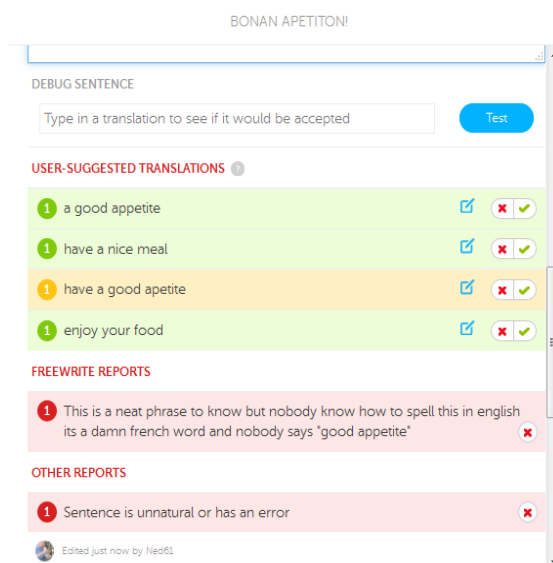 BONAN APETITON!
DEBUG SENTENCE
Type in a translation to see if it would be accepted
Test
USER-SUGGESTED TRANSLATIONS ?
1 a good appetite
1 have a nice meal
1 have a good apetite
1 enjoy your food
FREEWRITE REPORTS
1 This is a neat phrase to know but nobody know how to spell this in english
its a damn french word and nobody says "good appetite"
OTHER REPORTS
1 Sentence is unnatural or has an error
Edited just now by Ned61